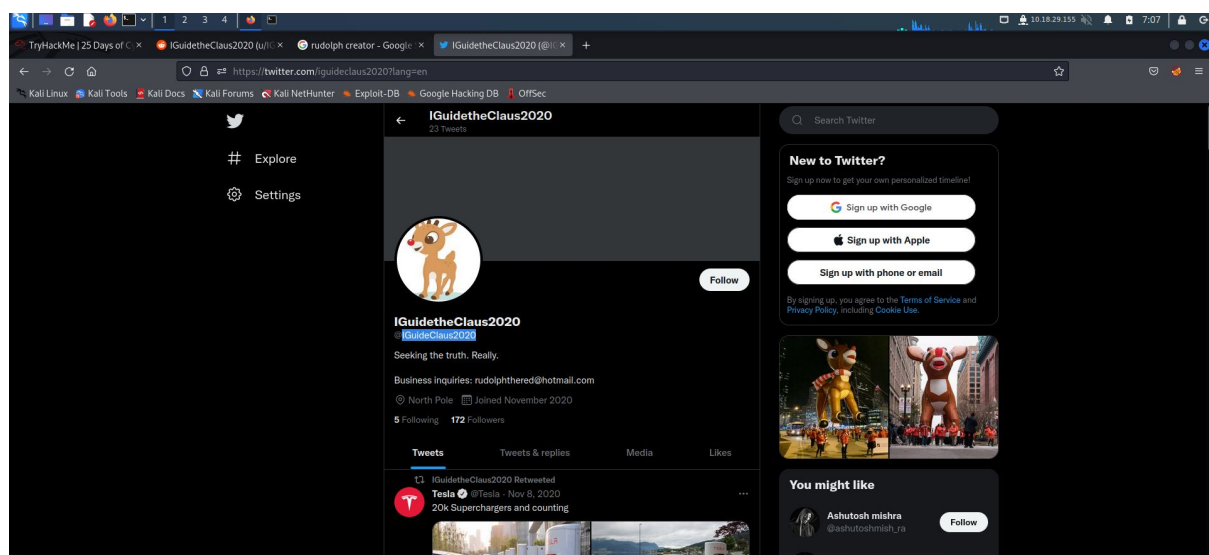 1 2 3 4
10.18.29.155 7:07
TryHackMe | 25 Days of C
IGuidetheClaus2020 (u/IG
rudolph creator - Google
IGuidetheClaus2020 (@IG
https://twitter.com/iguideclaus2020?lang=en
Kali Linux Kali Tools Kali Docs Kali Forums Kali NetHunter Exploit-DB Google Hacking DB OffSec
IGuidetheClaus2020
23 Tweets
Explore
Settings
Follow
IGuidetheClaus2020
@IGuideClaus2020
Seeking the truth. Really.
Business inquiries: rudolphthered@hotmail.com
North Pole Joined November 2020
5 Following 172 Followers
Tweets Tweets & replies Media Likes
IGuidetheClaus2020 Retweeted
Tesla @Tesla · Nov 8, 2020
20k Superchargers and counting
Search Twitter
New to Twitter?
Sign up now to get your own personalized timeline!
Sign up with Google
Sign up with Apple
Sign up with phone or email
By signing up, you agree to the Terms of Service and
Privacy Policy, including Cookie Use.
You might like
Ashutosh mishra
@ashutoshmish_ra
Follow